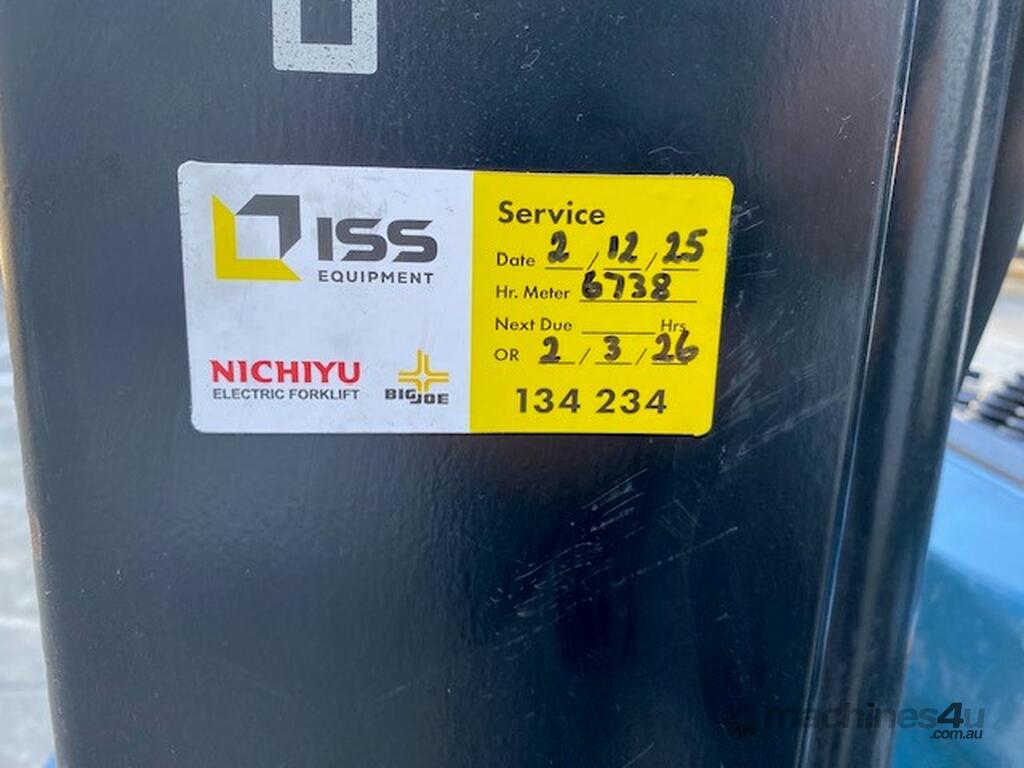 ISS
EQUIPMENT
NICHIYU
ELECTRIC FORKLIFT
BIG JOE
Service
Date 2/12/25
Hr. Meter 6738
Next Due ______ Hrs
OR 2/3/26
134 234
machines4u
.com.au